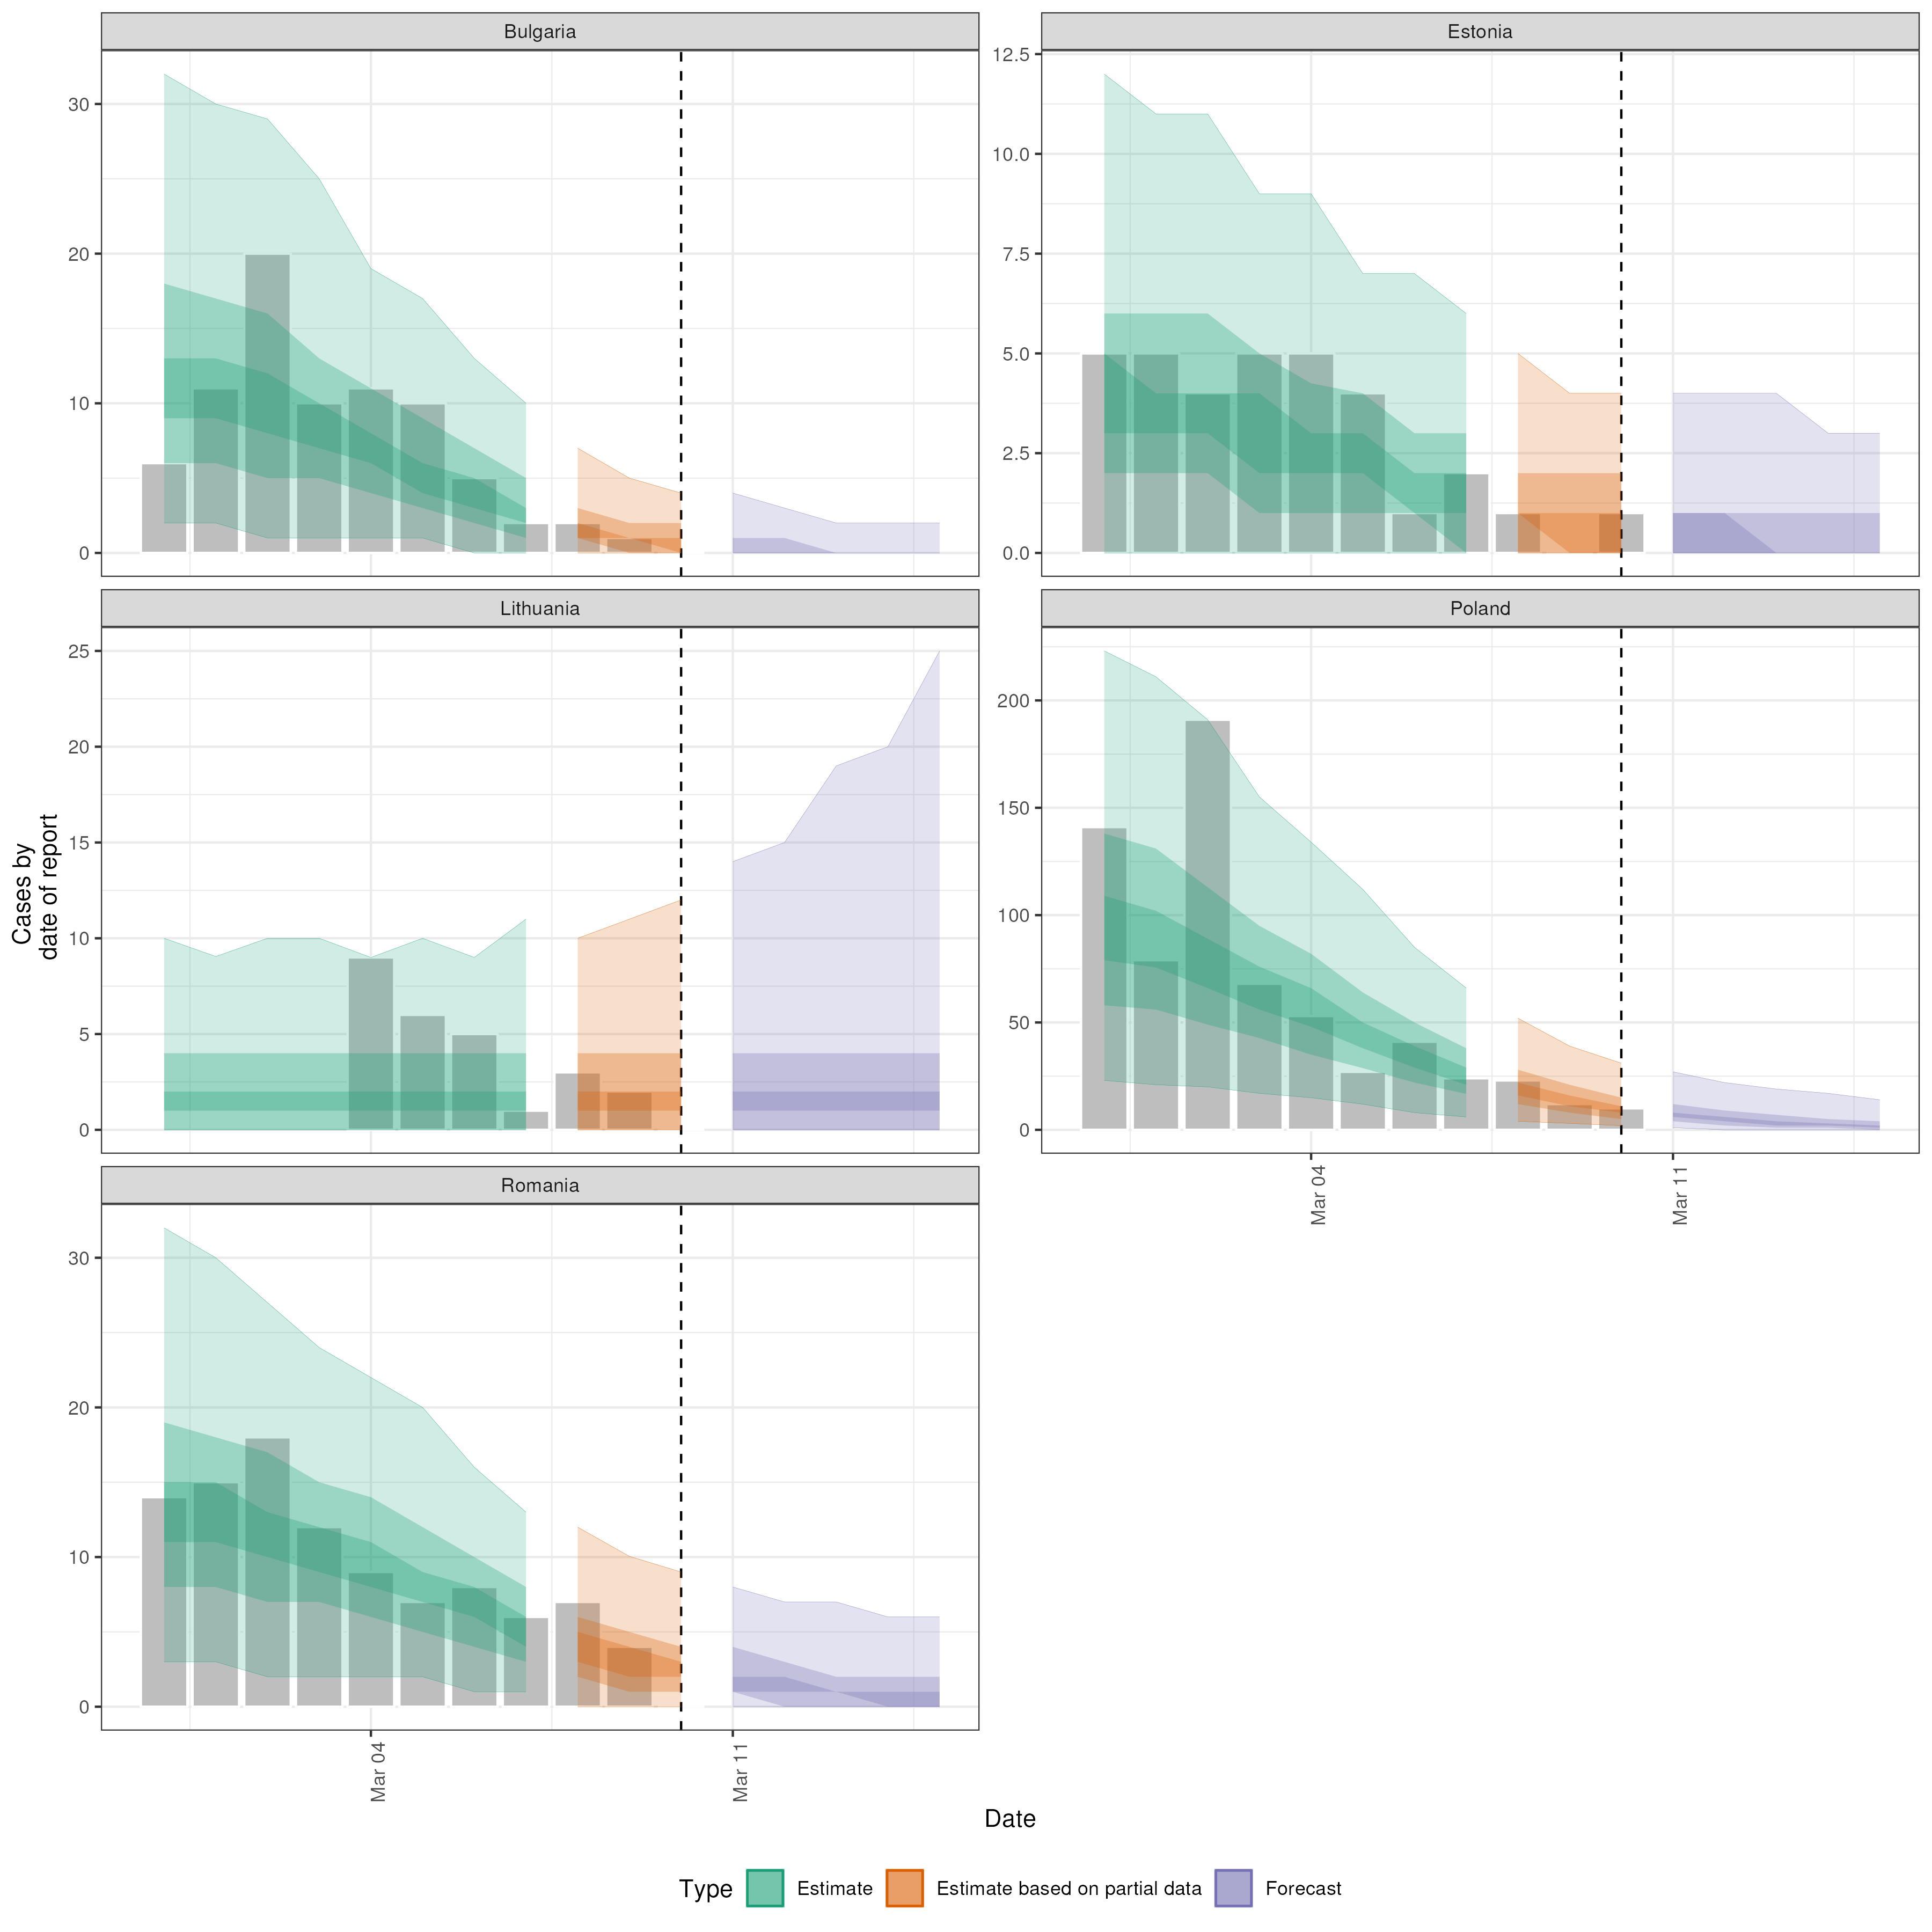 Bulgaria
Estonia
30
20
10
0
12.5
10.0
7.5
5.0
2.5
0.0
Lithuania
Poland
25
20
15
10
5
0
200
150
100
50
0
Cases by
date of report
Mar 04
Mar 11
Romania
30
20
10
0
Mar 04
Mar 11
Date
Type
Estimate
Estimate based on partial data
Forecast